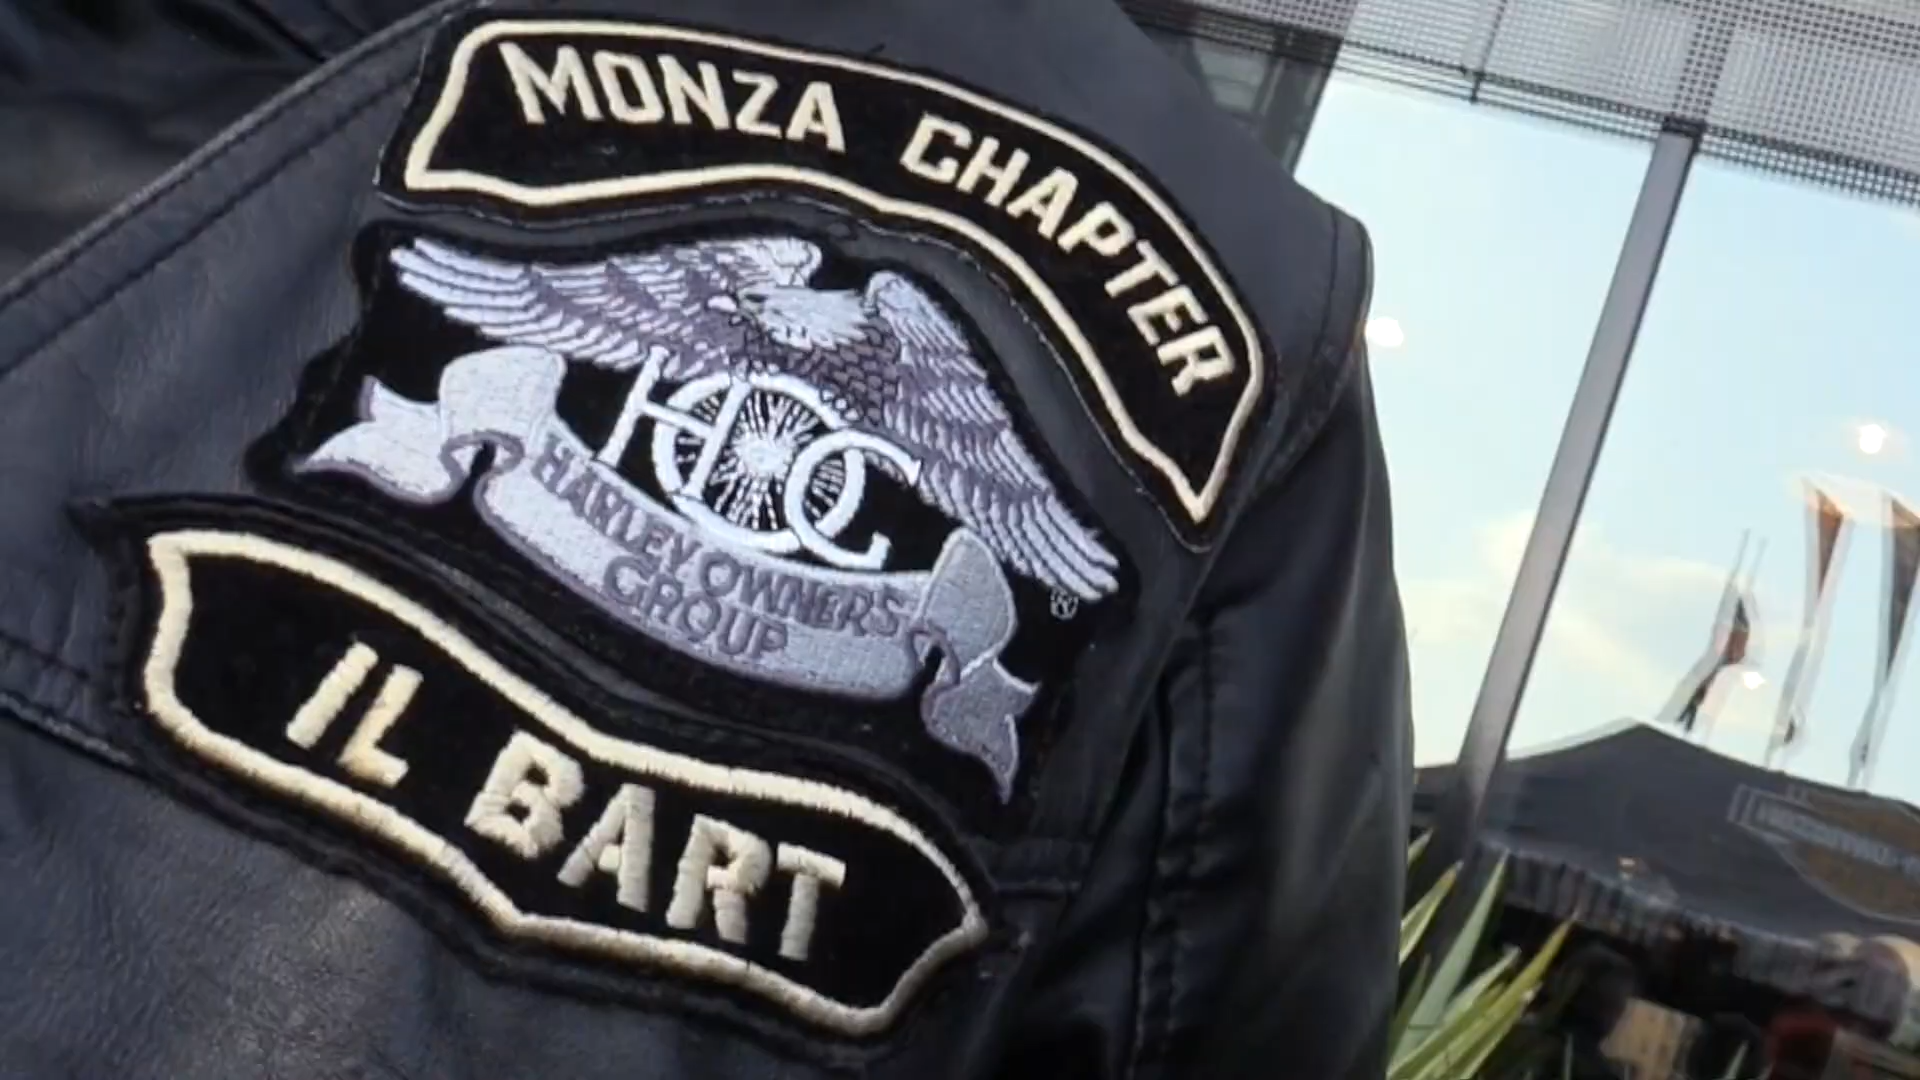 MONZA CHAPTER
HOG
HARLEY OWNERS
GROUP
®
IL BART